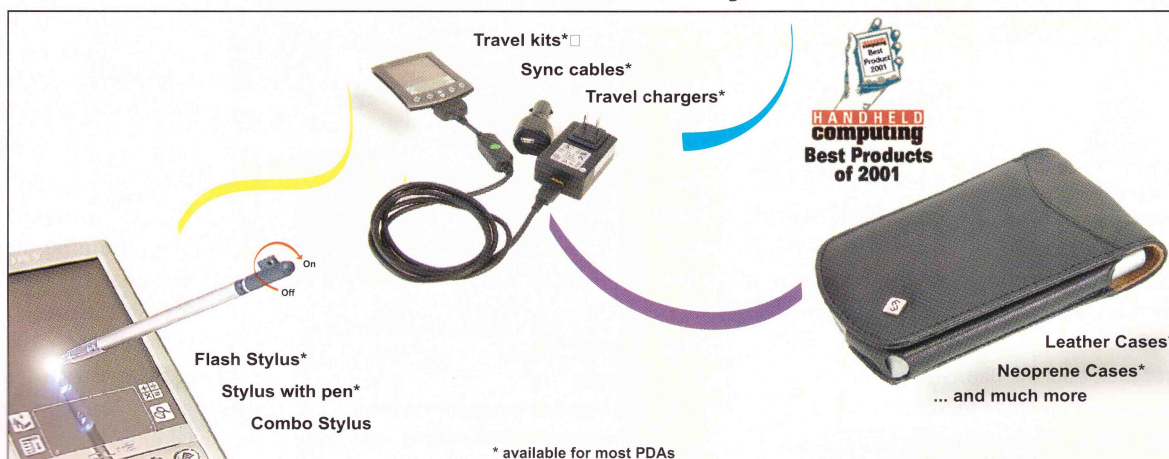 Travel kits*
Sync cables*
Travel chargers*
Best
Product
2001
HANDHELD
computing
Best Products
of 2001
On
Off
Flash Stylus*
Stylus with pen*
Combo Stylus
Leather Cases*
Neoprene Cases*
... and much more
* available for most PDAs